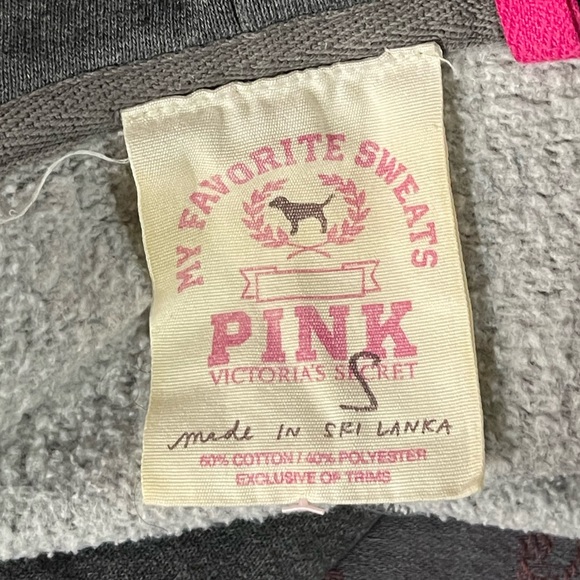 MY FAVORITE SWEATS
PINK
VICTORIA'S SECRET
S
made IN SRI LANKA
60% COTTON / 40% POLYESTER
EXCLUSIVE OF TRIMS